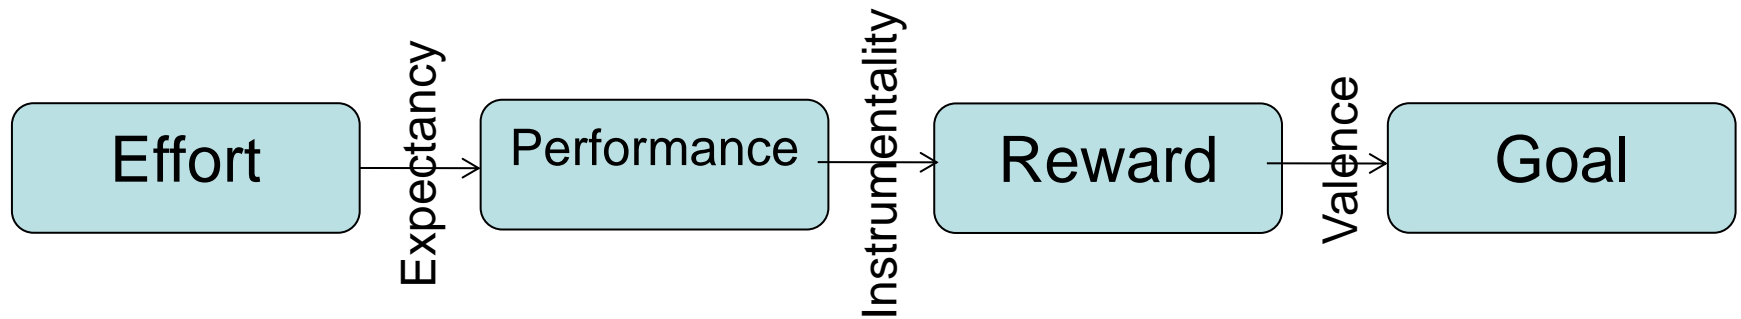 Effort
Expectancy
Performance
Instrumentality
Reward
Valence
Goal